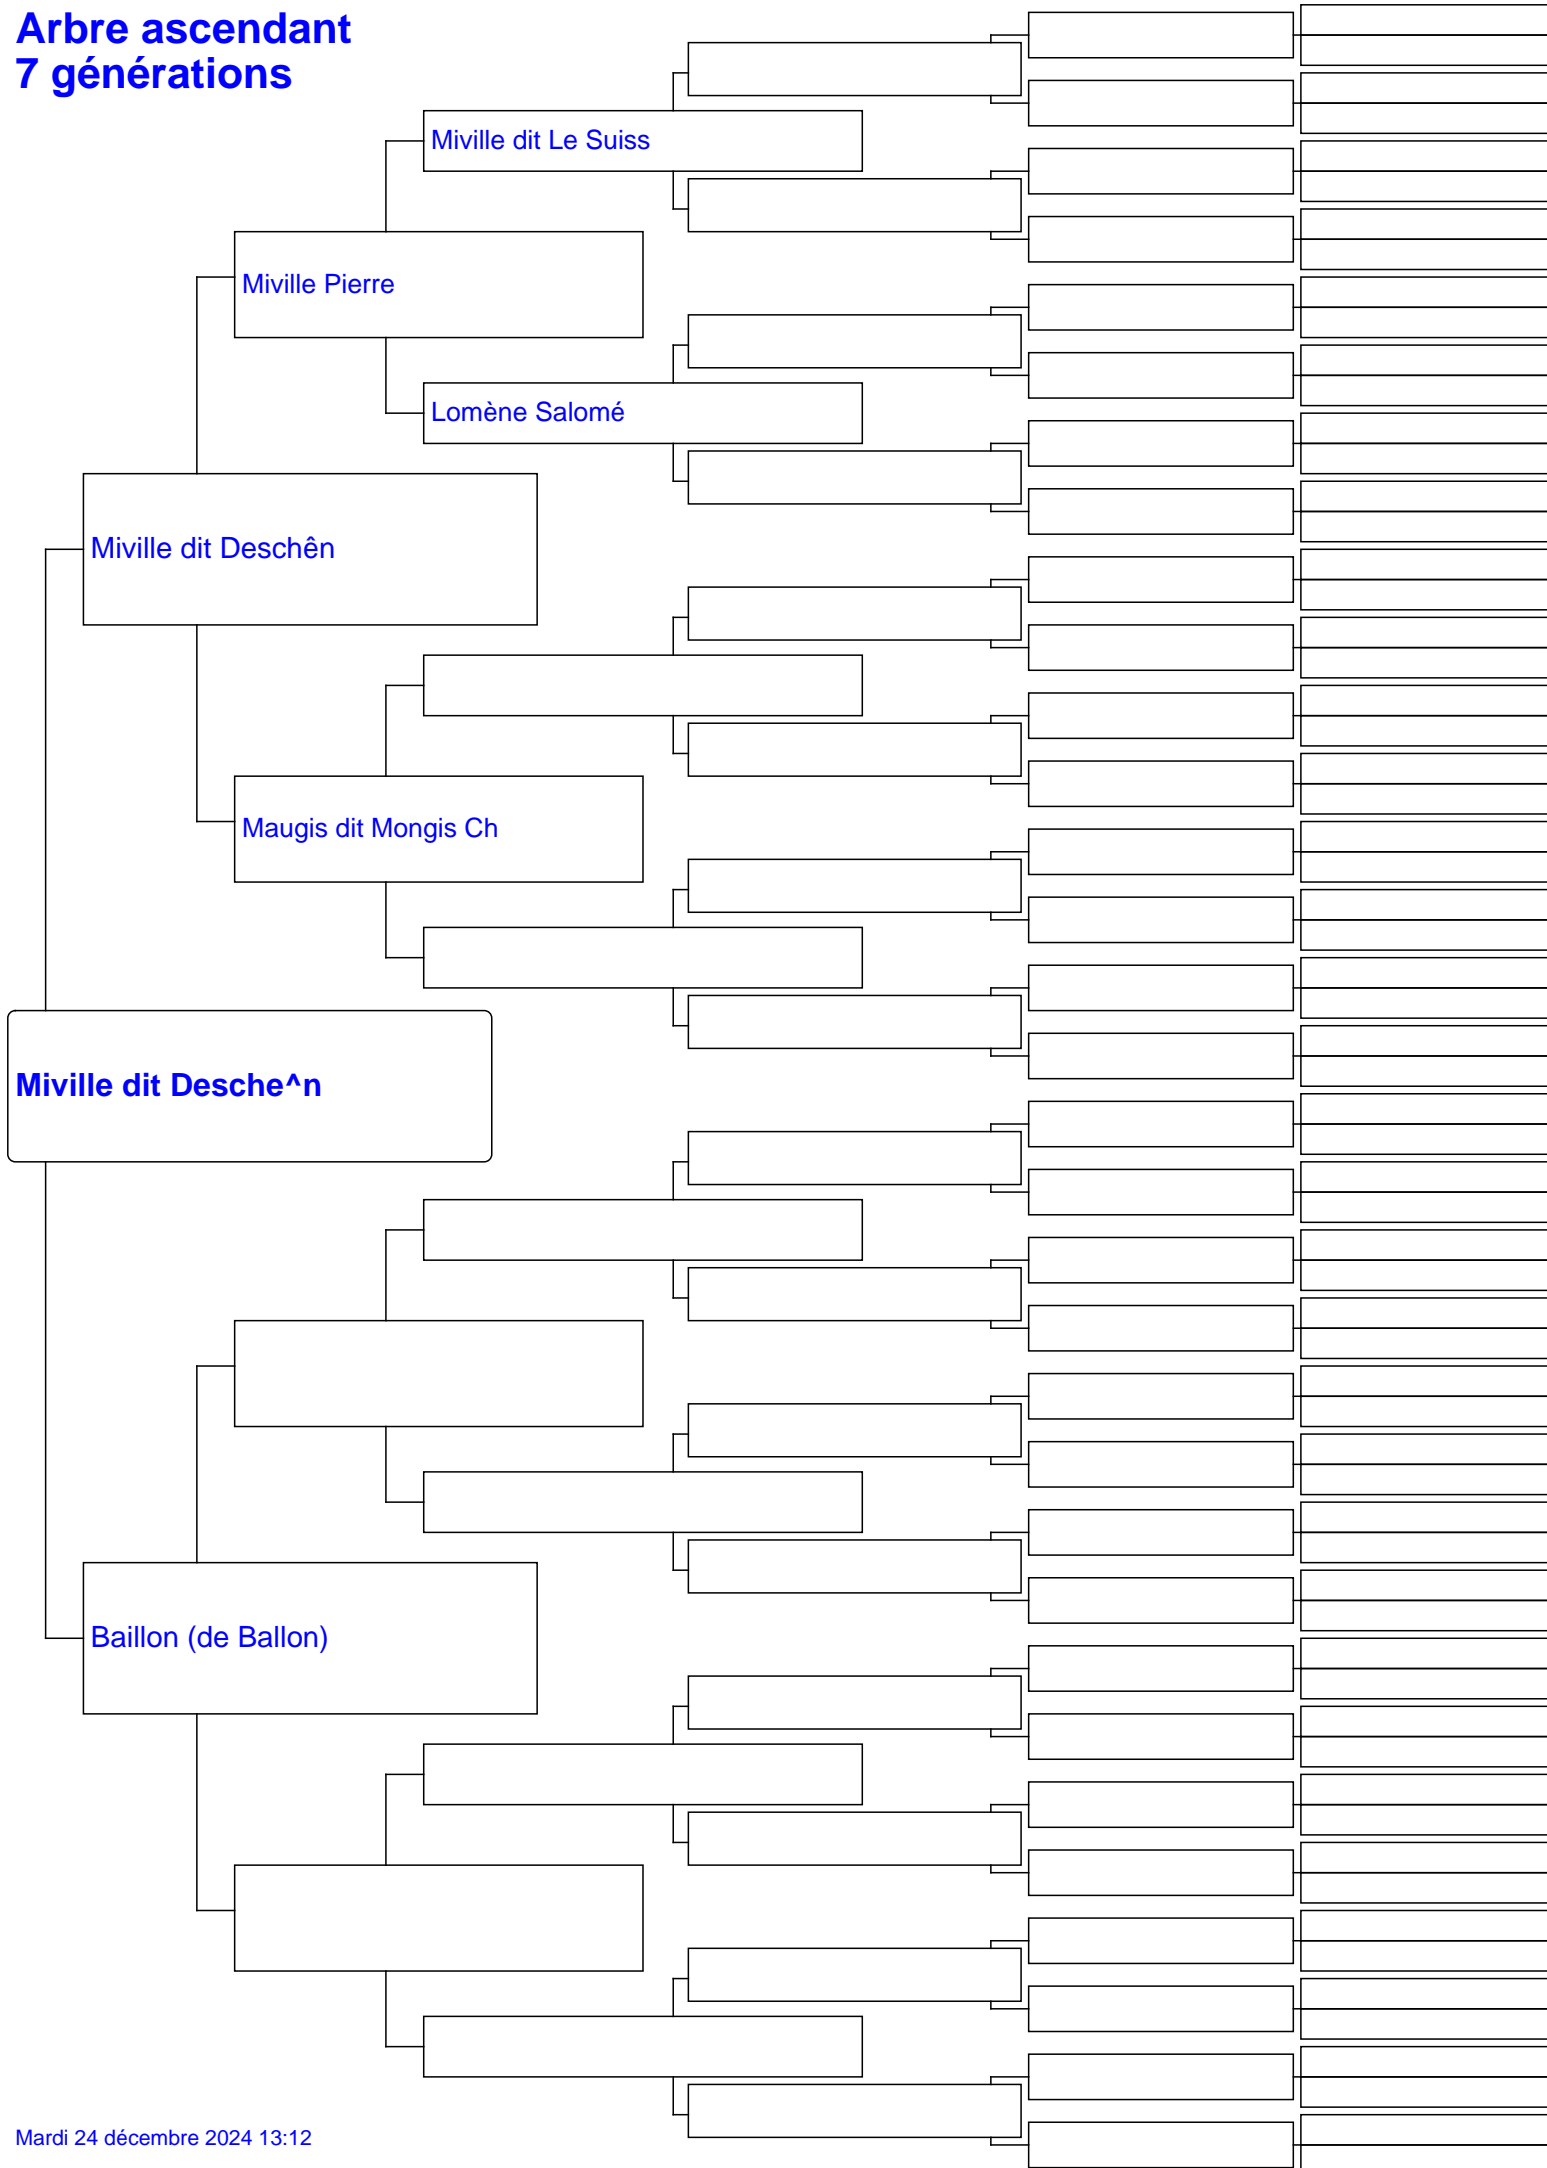 Arbre ascendant
7 générations
Miville dit Le Suiss
Miville Pierre
Lomène Salomé
Miville dit Deschên
Maugis dit Mongis Ch
Miville dit Desche^n
Baillon (de Ballon)
Mardi 24 décembre 2024 13:12